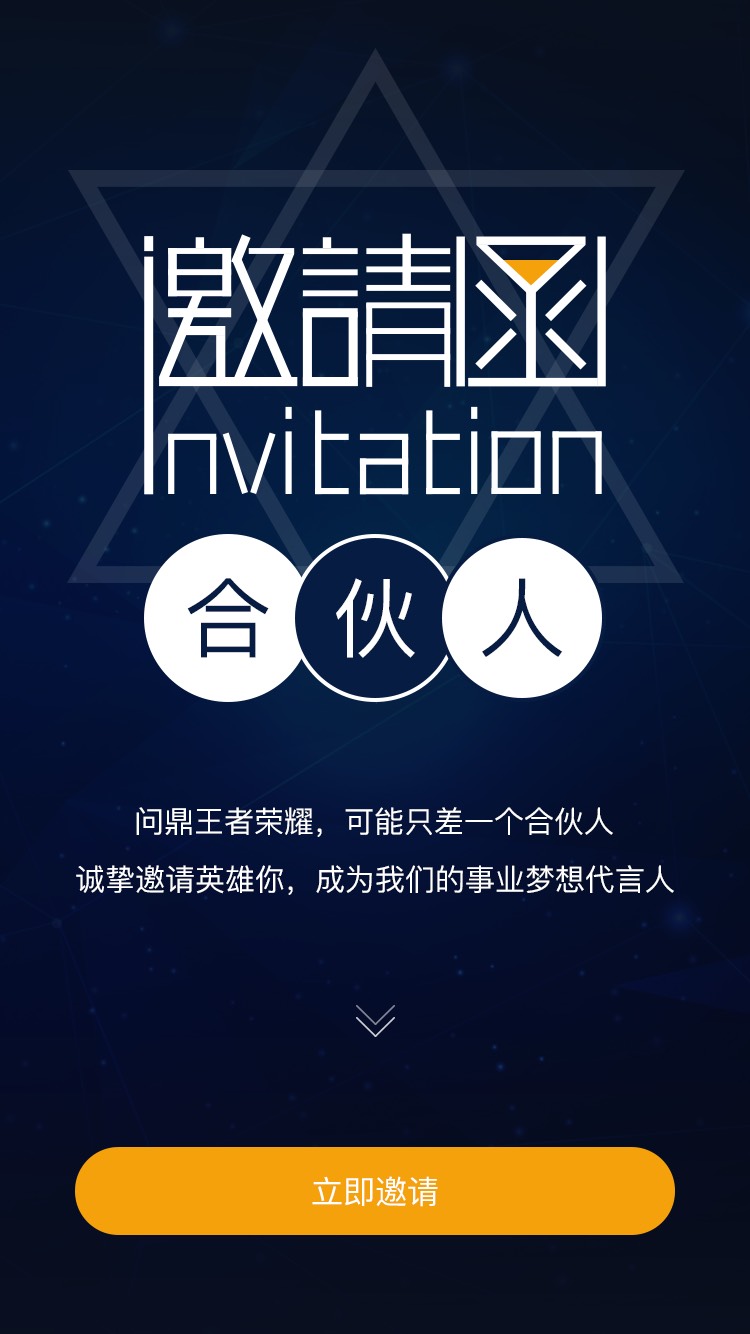 邀請函
Invitation
合伙人
问鼎王者荣耀，可能只差一个合伙人
诚挚邀请英雄你，成为我们的事业梦想代言人
立即邀请